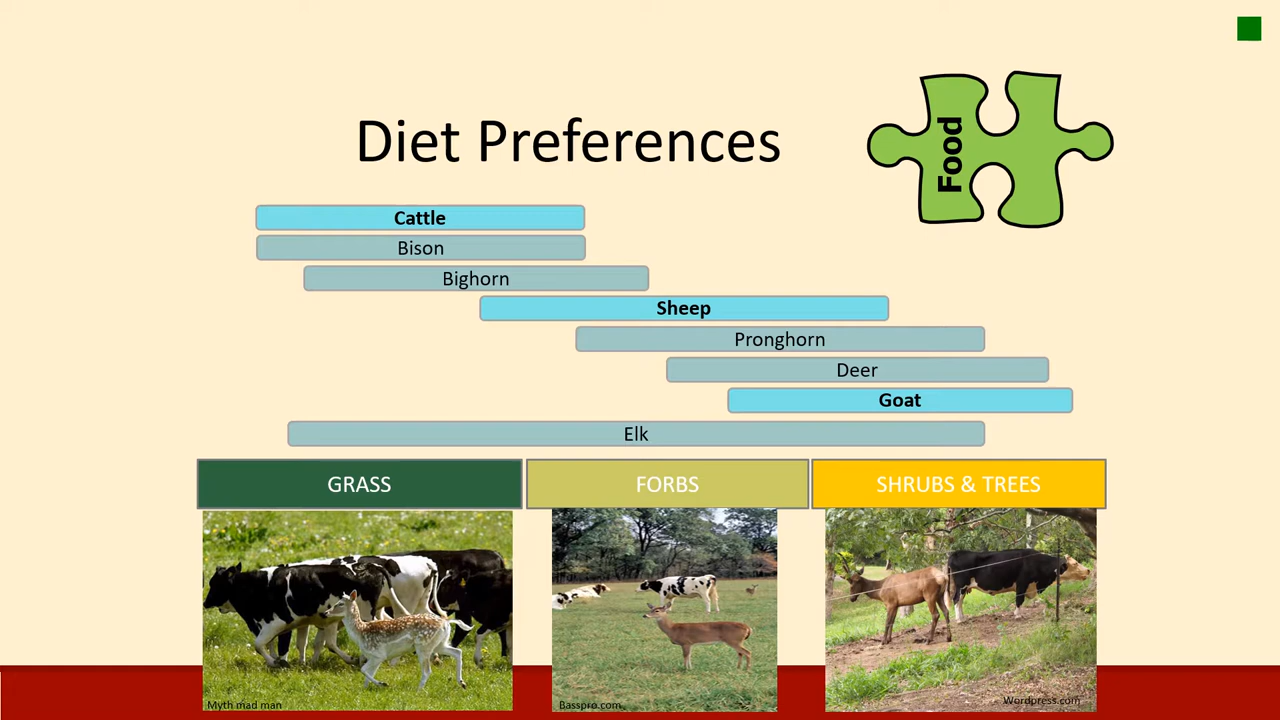 Diet Preferences
Food
Cattle
Bison
Bighorn
Sheep
Pronghorn
Deer
Goat
Elk
GRASS
FORBS
SHRUBS & TREES
Myth mad man
Basspro.com
Wordpress.com